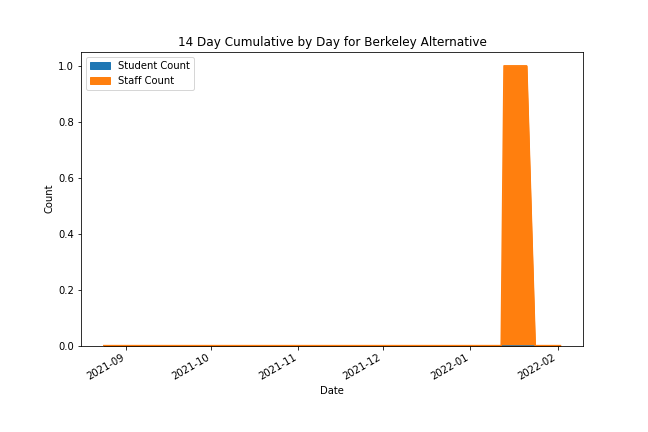 14 Day Cumulative by Day for Berkeley Alternative
Student Count
Staff Count
1.0
0.8
0.6
0.4
0.2
0.0
Count
2021-09
2021-10
2021-11
2021-12
2022-01
2022-02
Date